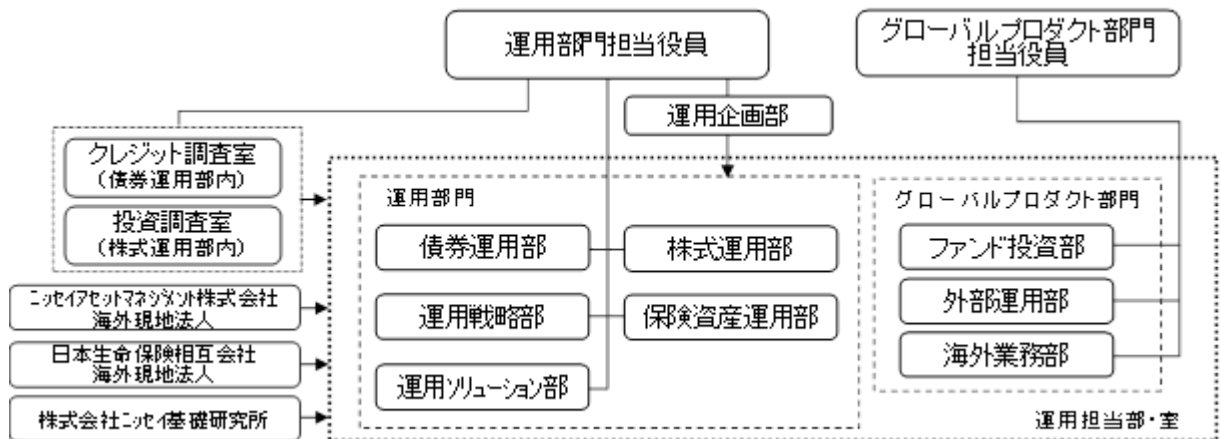 運用部門担当役員
グローバルプロダクト部門
担当役員
運用企画部
クレジット調査室
(債券運用部内)
投資調査室
(株式運用部内)
運用部門
債券運用部
株式運用部
運用戦略部
保険資産運用部
運用ソリューション部
グローバルプロダクト部門
ファンド投資部
外部運用部
海外業務部
ニッセイアセットマネジメント株式会社
海外現地法人
日本生命保険相互会社
海外現地法人
株式会社ニッセイ基礎研究所
運用担当部・室